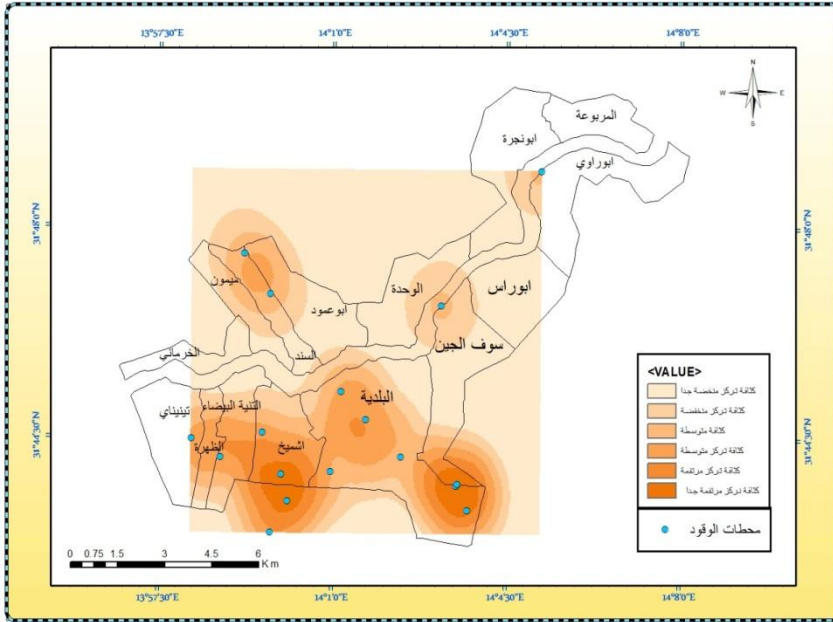 13°57'30"E 14°1'0"E 14°4'30"E 14°8'0"E
N
W E
S
المربوعة
ابونجرة
ابوراوي
31°48'0"N 31°48'0"N
ميمون
الوحدة
ابوراس
ابوعمود
سوف الجين
الخرماني
السند
<VALUE>
كثافة تركز منخضة جدا
كثافة تركز منخفضة
كثافة متوسطة
كثافة تركز متوسطة
كثافة تركز مرتفعة
كثافة تركز مرتفعة جدا
محطات الوقود
البلدية
تينيناي
الثنية البيضاء
الظهرة
اشميخ
31°44'30"N 31°44'30"N
0 0.75 1.5 3 4.5 6
Km
13°57'30"E 14°1'0"E 14°4'30"E 14°8'0"E